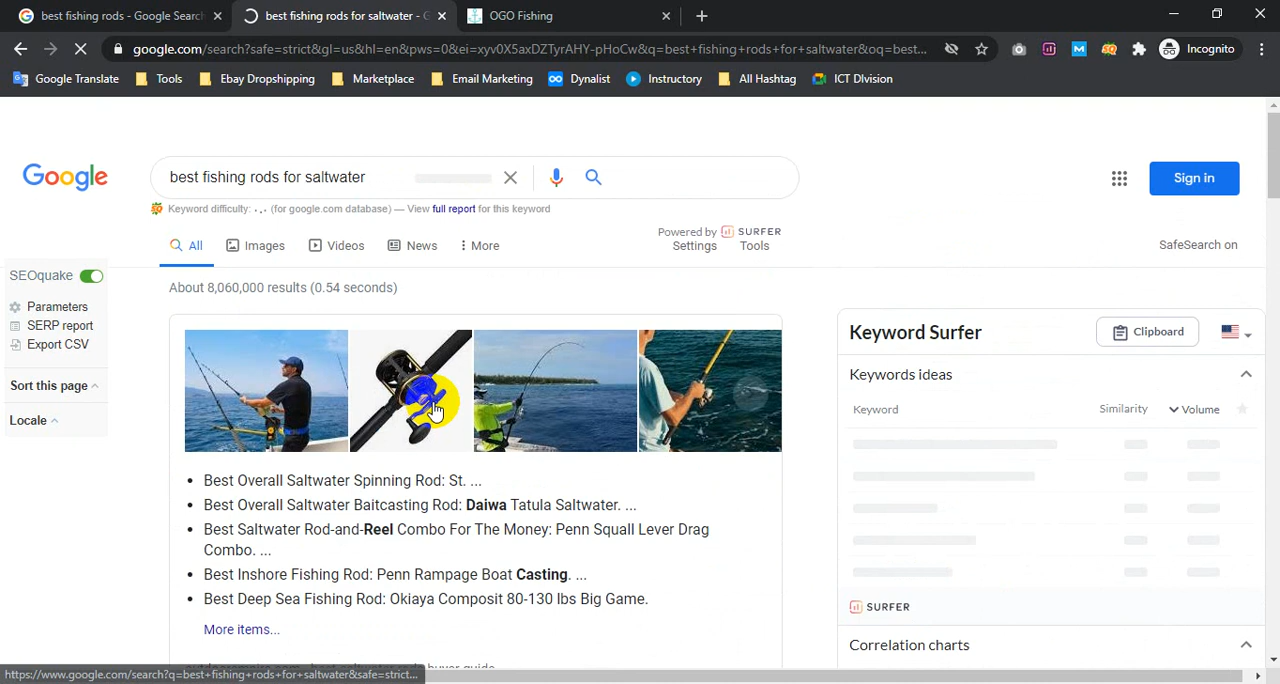 best fishing rods - Google Search
best fishing rods for saltwater - G
OGO Fishing
google.com/search?safe=strict&gl=us&hl=en&pws=0&ei=xyv0X5axDZTyrAHY-pHoCw&q=best+fishing+rods+for+saltwater&oq=best...
Incognito
Google Translate
Tools
Ebay Dropshipping
Marketplace
Email Marketing
Dynalist
Instructory
All Hashtag
ICT DIvision
Google
best fishing rods for saltwater
Sign in
Keyword difficulty: . , . (for google.com database) — View full report for this keyword
All
Images
Videos
News
More
Powered by SURFER
Settings
Tools
SafeSearch on
SEOquake
Parameters
SERP report
Export CSV
Sort this page
Locale
About 8,060,000 results (0.54 seconds)
Best Overall Saltwater Spinning Rod: St. ...
Best Overall Saltwater Baitcasting Rod: Daiwa Tatula Saltwater. ...
Best Saltwater Rod-and-Reel Combo For The Money: Penn Squall Lever Drag
Combo. ...
Best Inshore Fishing Rod: Penn Rampage Boat Casting. ...
Best Deep Sea Fishing Rod: Okiaya Composit 80-130 lbs Big Game.
More items...
Keyword Surfer
Clipboard
Keywords ideas
Keyword
Similarity
Volume
SURFER
Correlation charts
https://www.google.com/search?q=best+fishing+rods+for+saltwater&safe=strict...